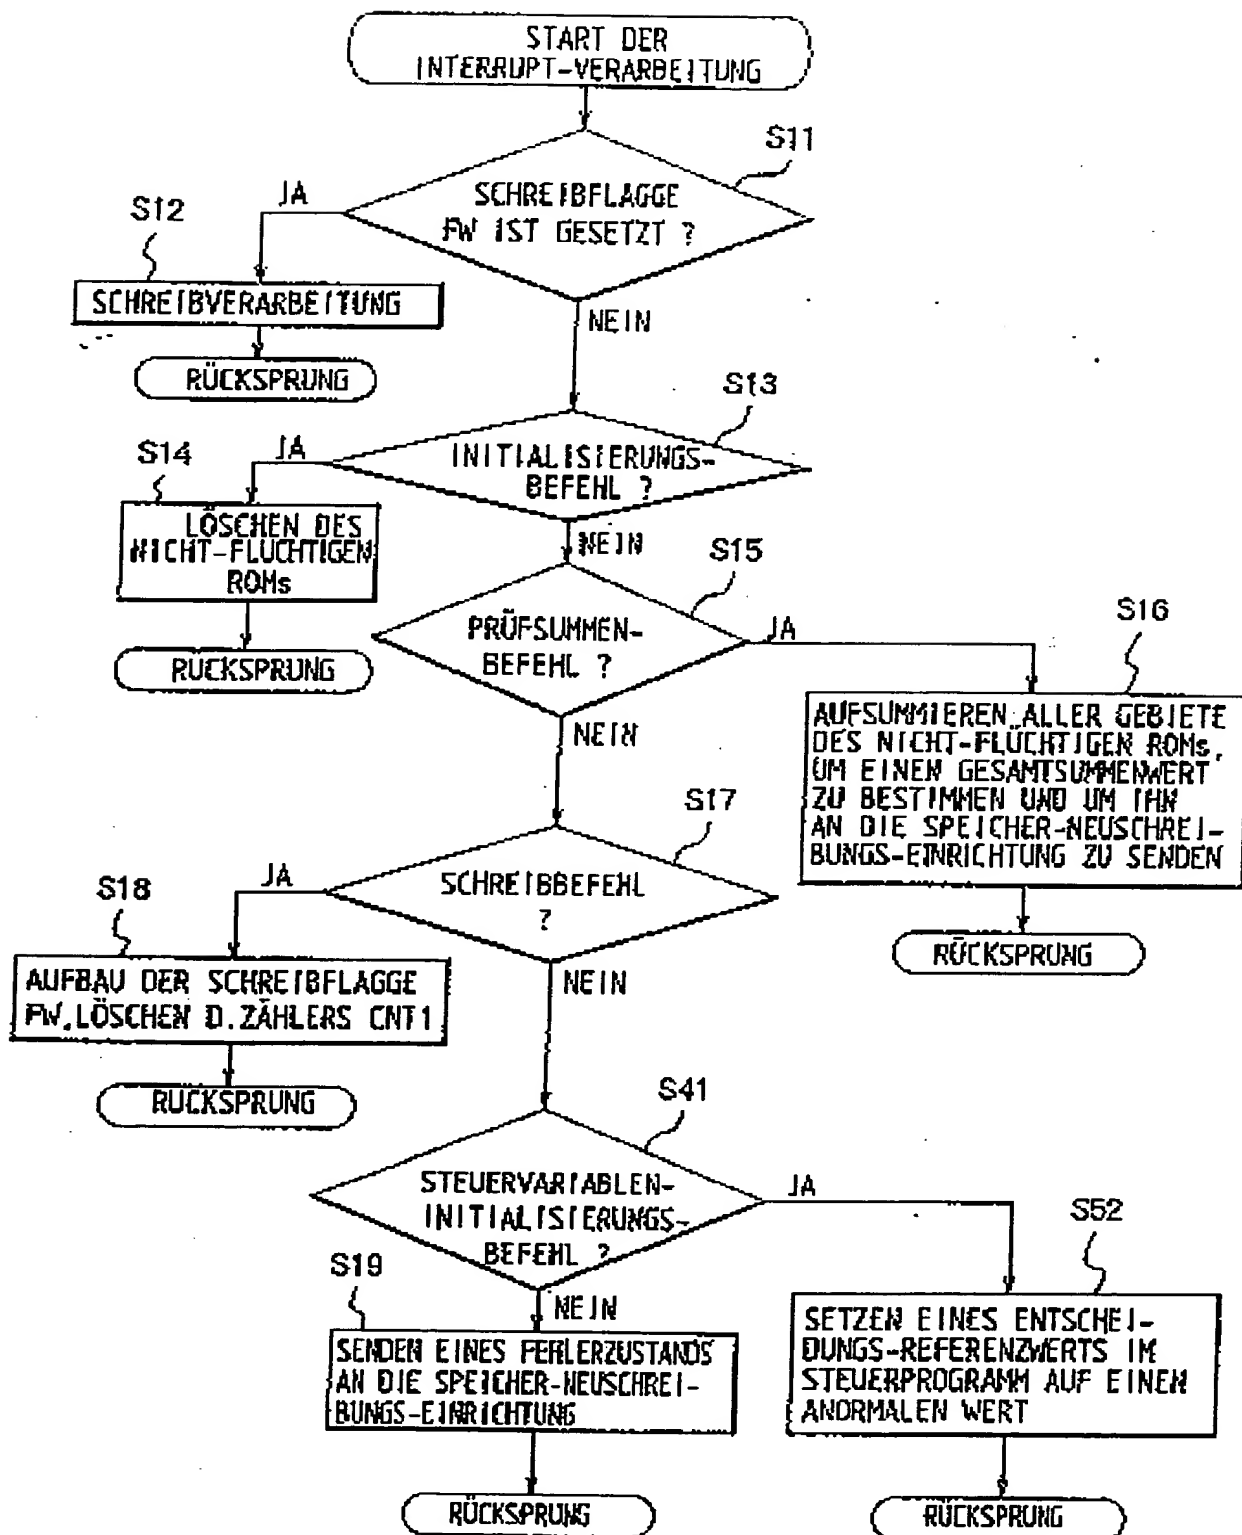 START DER
INTERRUPT-VERARBEITUNG
S11
SCHREIBFLAGGE
FW IST GESETZT ?
JA
S12
SCHREIBVERARBEITUNG
RÜCKSPRUNG
NEIN
S13
INITIALISIERUNGS-
BEFEHL ?
JA
S14
LÖSCHEN DES
NICHT-FLÜCHTIGEN
ROMs
RUCKSPRUNG
NEIN
S15
PRÜFSUMMEN-
BEFEHL ?
JA
S16
AUFSUMMIEREN ALLER GEBIETE
DES NICHT-FLÜCHTIGEN ROMs,
UM EINEN GESAMTSUMMENWERT
ZU BESTIMMEN UND UM IHN
AN DIE SPEICHER-NEUSCHREI-
BUNGS-EINRICHTUNG ZU SENDEN
RÜCKSPRUNG
NEIN
S17
SCHREIBBEFEHL
?
JA
S18
AUFBAU DER SCHREIBFLAGGE
FW,LÖSCHEN D.ZÄHLERS CNT1
RUCKSPRUNG
NEIN
S41
STEUERVARIABLEN-
INITIALISIERUNGS-
BEFEHL ?
JA
S52
SETZEN EINES ENTSCHEI-
DUNGS-REFERENZWERTS IM
STEUERPROGRAMM AUF EINEN
ANORMALEN WERT
RÜCKSPRUNG
NEIN
S19
SENDEN EINES FEHLERZUSTANDS
AN DIE SPEICHER-NEUSCHREI-
BUNGS-EINRICHTUNG
RÜCKSPRUNG